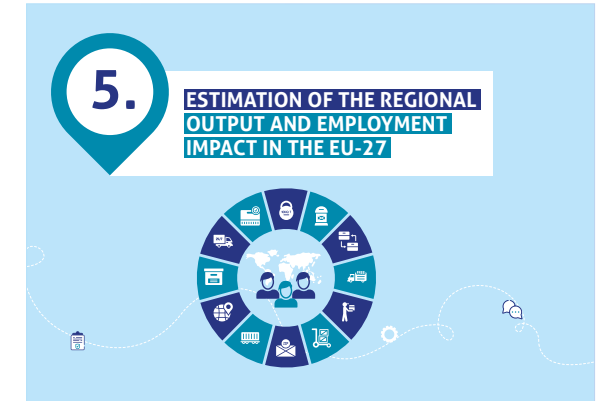 5.
ESTIMATION OF THE REGIONAL
OUTPUT AND EMPLOYMENT
IMPACT IN THE EU-27